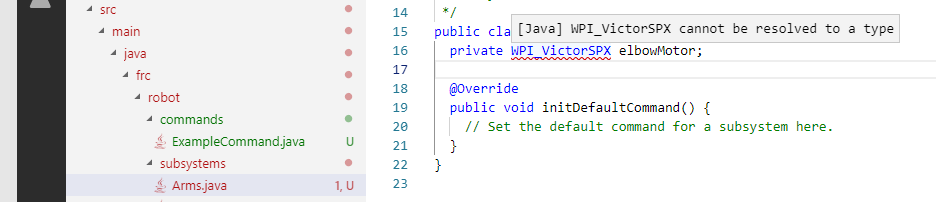 src
main
java
frc
robot
commands
ExampleCommand.java U
subsystems
Arms.java 1, U
14 */
15 public cla
[Java] WPI_VictorSPX cannot be resolved to a type
16 private WPI_VictorSPX elbowMotor;
17
18 @Override
19 public void initDefaultCommand() {
20 // Set the default command for a subsystem here.
21 }
22 }
23